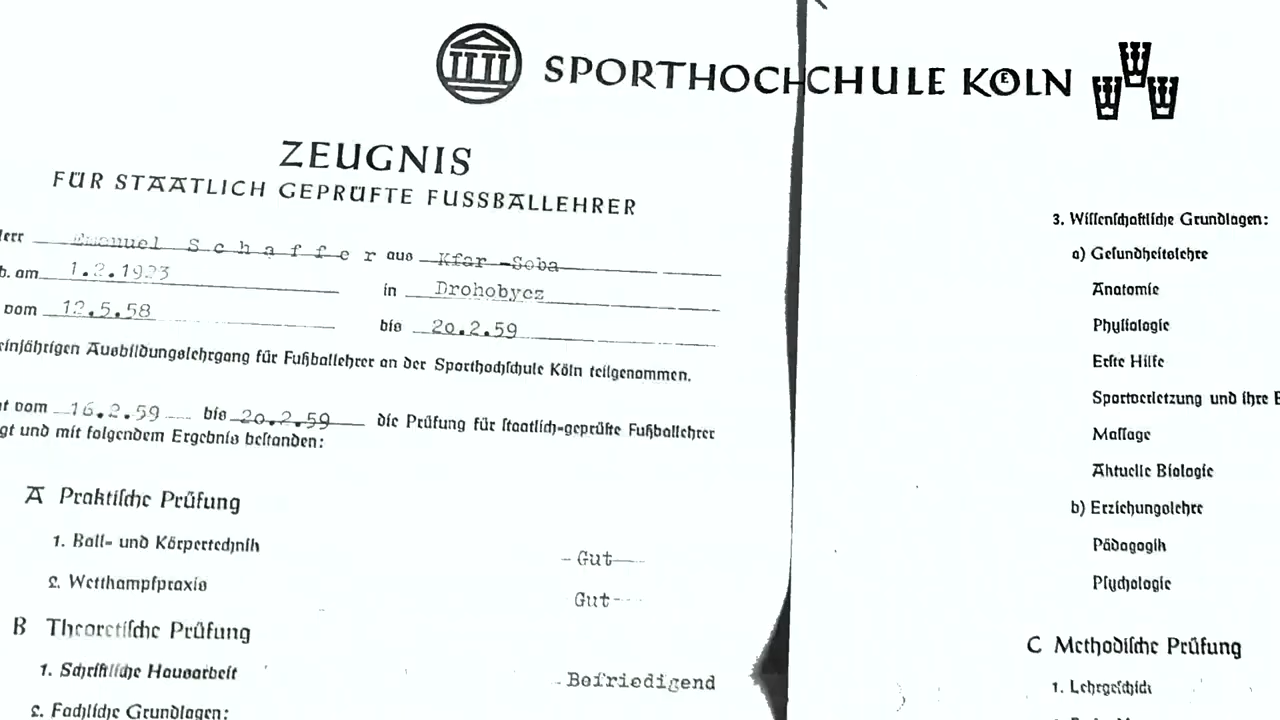 SPORTHOCHCHULE KÖLN
ZEUGNIS
FÜR STAATLICH GEPRÜFTE FUSSBALLEHRER
Emanuel Schaffer aus Kfar-Soba
am 1.2.1923 in Drohobycz
vom 12.5.58 bis 20.2.59
einjährigen Ausbildungslehrgang für Fußballehrer an der Sporthochschule Köln teilgenommen.
vom 16.2.59 bis 20.2.59 die Prüfung für staatlich-geprüfte Fußballehrer
und mit folgendem Ergebnis bestanden:
A Praktische Prüfung
1. Ball- und Körpertechnik - Gut
2. Wettkampfpraxis Gut
B Theoretische Prüfung
1. Schriftliche Hausarbeit - Befriedigend
2. Fachliche Grundlagen:
3. Wissenschaftliche Grundlagen:
a) Gesundheitslehre
Anatomie
Physiologie
Erste Hilfe
Sportverletzung und ihre
Massage
Aktuelle Biologie
b) Erziehungslehre
Pädagogik
Psychologie
C Methodische Prüfung
1. Lehrgeschick